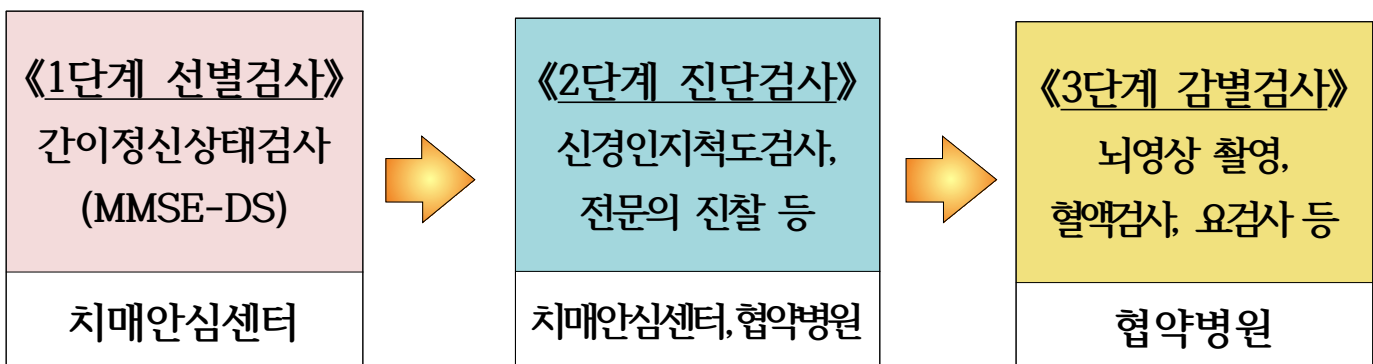 《1단계 선별검사》
간이정신상태검사
(MMSE-DS)
치매안심센터
《2단계 진단검사》
신경인지척도검사,
전문의 진찰 등
치매안심센터,협약병원
《3단계 감별검사》
뇌영상 촬영,
혈액검사, 요검사 등
협약병원